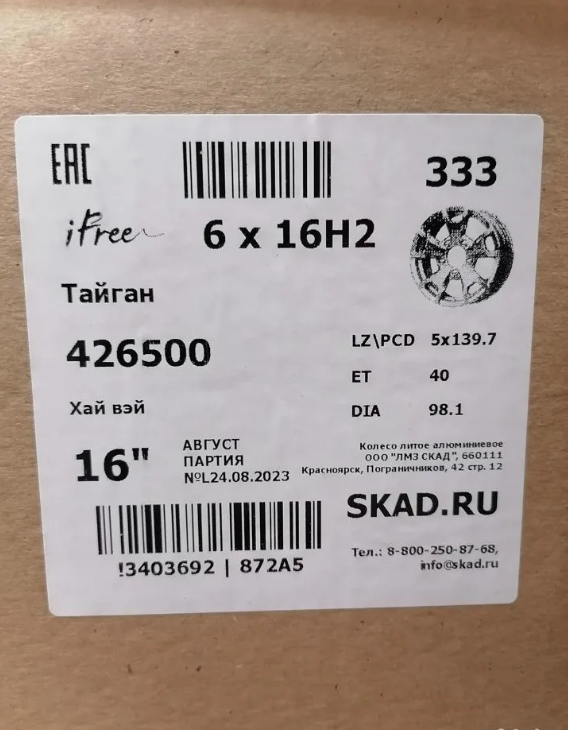 EAC
333
iFree
6 x 16H2
Тайган
426500
LZ\PCD 5x139.7
ET 40
Хай вэй
DIA 98.1
16"
АВГУСТ
ПАРТИЯ
№L24.08.2023
Колесо литое алюминиевое
ООО "ЛМЗ СКАД", 660111
Красноярск, Пограничников, 42 стр. 12
SKAD.RU
!3403692 | 872A5
Тел.: 8-800-250-87-68,
info@skad.ru